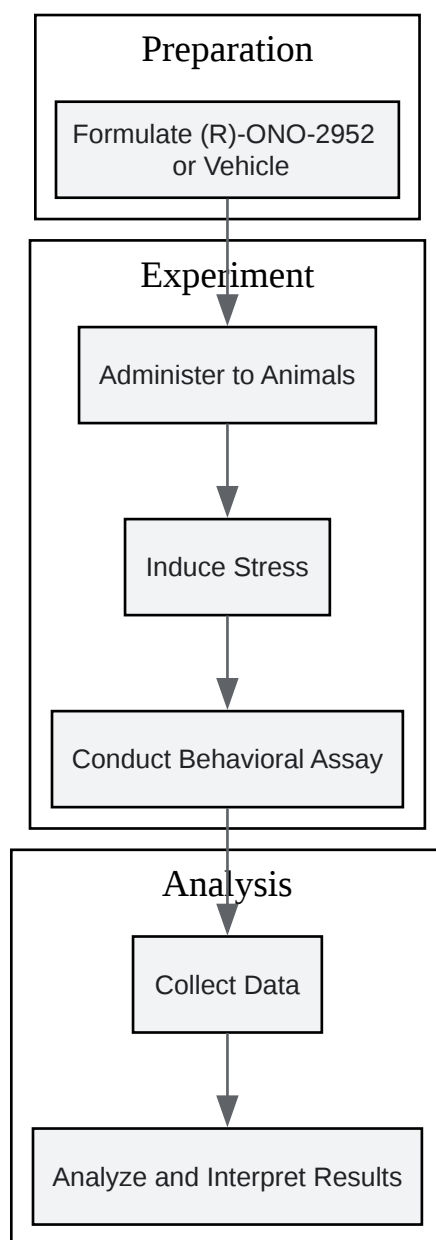 Preparation
Formulate (R)-ONO-2952
or Vehicle
Experiment
Administer to Animals
Induce Stress
Conduct Behavioral Assay
Analysis
Collect Data
Analyze and Interpret Results